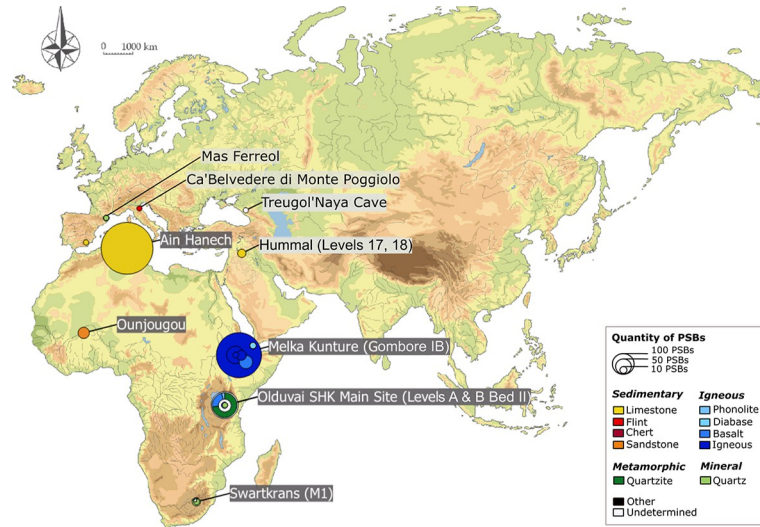 0 1000 km
Mas Ferreol
Ca'Belvedere di Monte Poggiolo
Treugol'Naya Cave
Ain Hanech
Hummal (Levels 17, 18)
Ounjougou
Melka Kunture (Gombore IB)
Olduvai SHK Main Site (Levels A & B Bed II)
Swartkrans (M1)
Quantity of PSBs
100 PSBs
50 PSBs
10 PSBs
Sedimentary
Limestone
Flint
Chert
Sandstone
Igneous
Phonolite
Diabase
Basalt
Igneous
Metamorphic
Quartzite
Mineral
Quartz
Other
Undetermined